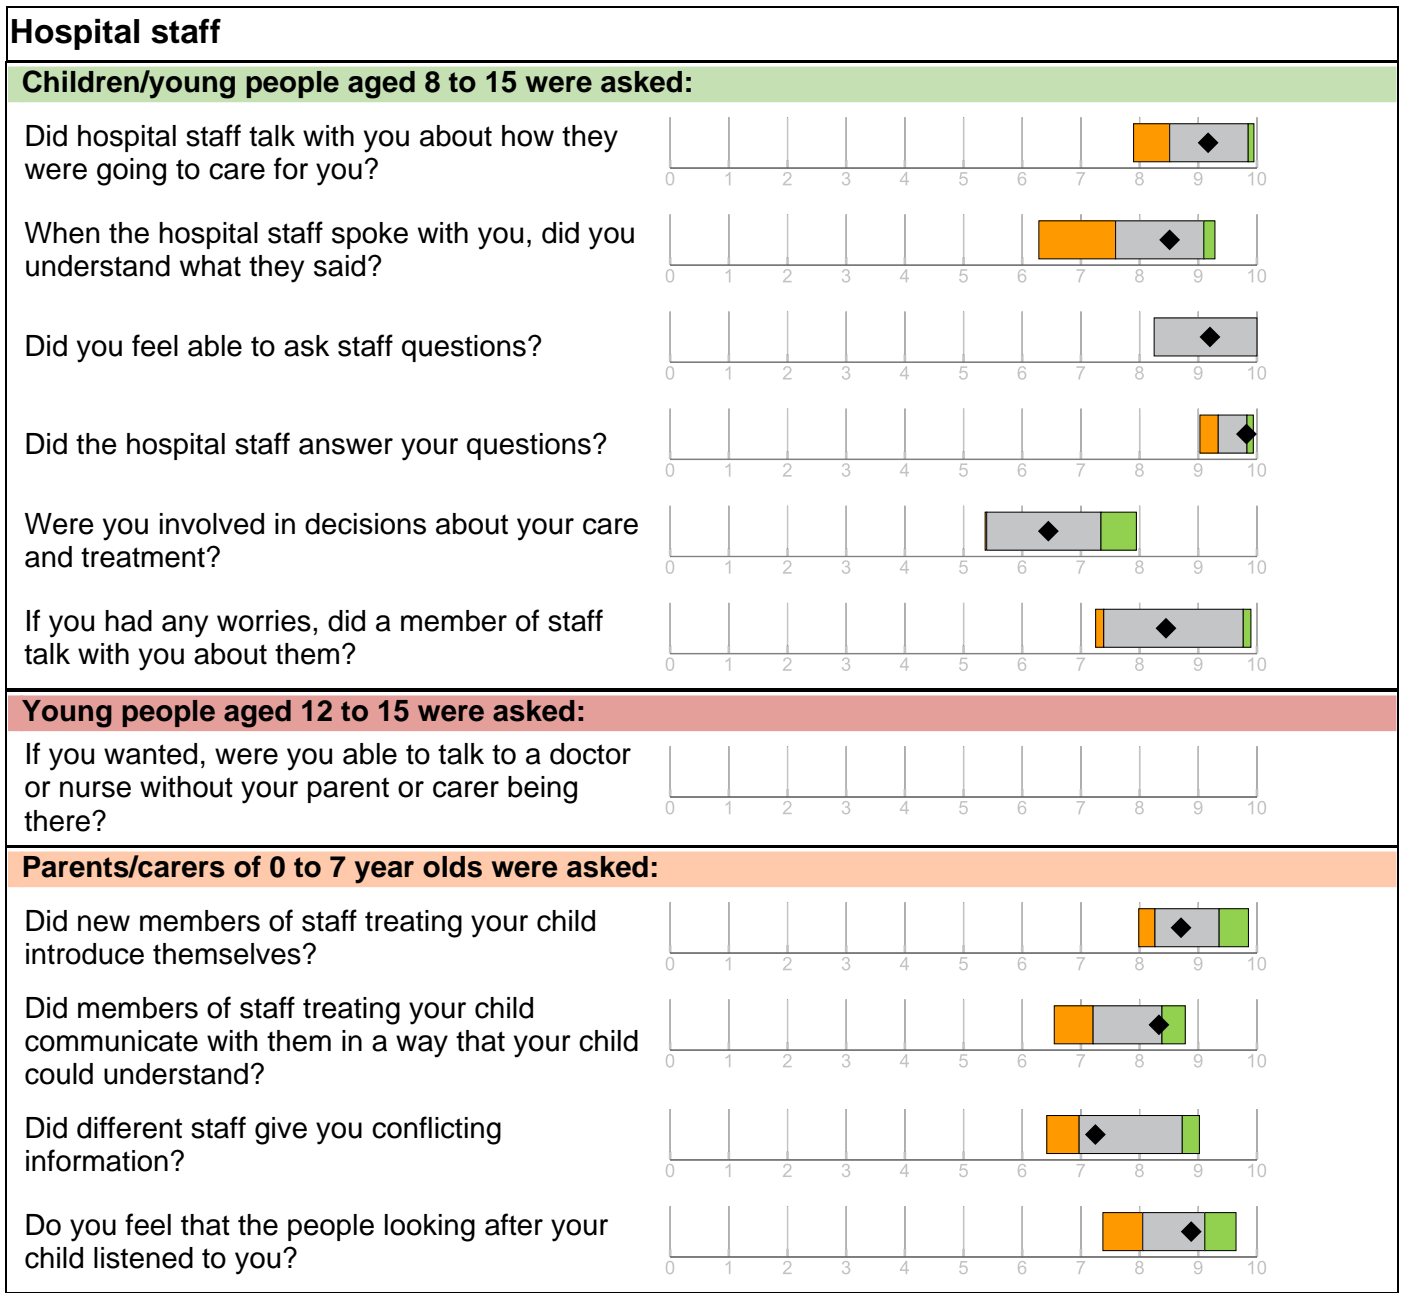 Hospital staff
Children/young people aged 8 to 15 were asked:
Did hospital staff talk with you about how they
were going to care for you?
0 1 2 3 4 5 6 7 8 9 10
When the hospital staff spoke with you, did you
understand what they said?
0 1 2 3 4 5 6 7 8 9 10
Did you feel able to ask staff questions?
0 1 2 3 4 5 6 7 8 9 10
Did the hospital staff answer your questions?
0 1 2 3 4 5 6 7 8 9 10
Were you involved in decisions about your care
and treatment?
0 1 2 3 4 5 6 7 8 9 10
If you had any worries, did a member of staff
talk with you about them?
0 1 2 3 4 5 6 7 8 9 10
Young people aged 12 to 15 were asked:
If you wanted, were you able to talk to a doctor
or nurse without your parent or carer being
there?
0 1 2 3 4 5 6 7 8 9 10
Parents/carers of 0 to 7 year olds were asked:
Did new members of staff treating your child
introduce themselves?
0 1 2 3 4 5 6 7 8 9 10
Did members of staff treating your child
communicate with them in a way that your child
could understand?
0 1 2 3 4 5 6 7 8 9 10
Did different staff give you conflicting
information?
0 1 2 3 4 5 6 7 8 9 10
Do you feel that the people looking after your
child listened to you?
0 1 2 3 4 5 6 7 8 9 10